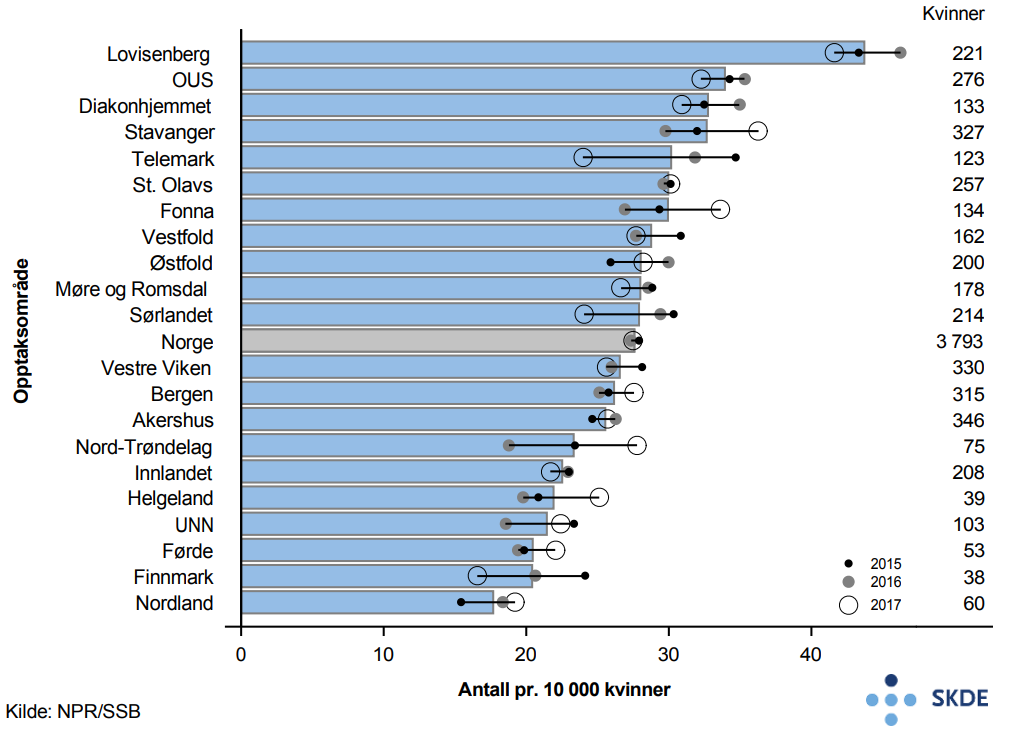 Kvinner
Lovisenberg 221
OUS 276
Diakonhjemmet 133
Stavanger 327
Telemark 123
St. Olavs 257
Fonna 134
Vestfold 162
Østfold 200
Møre og Romsdal 178
Sørlandet 214
Norge 3 793
Vestre Viken 330
Bergen 315
Akershus 346
Nord-Trøndelag 75
Innlandet 208
Helgeland 39
UNN 103
Førde 53
Finnmark 38
Nordland 60
Opptaksområde
2015
2016
2017
0 10 20 30 40
Antall pr. 10 000 kvinner
Kilde: NPR/SSB
SKDE